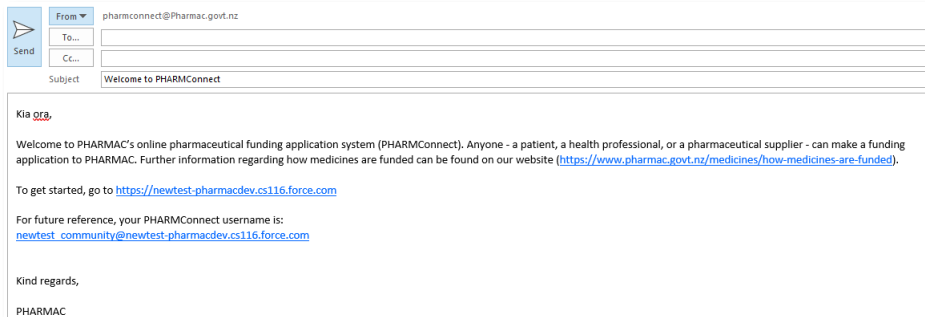 From
pharmconnect@Pharmac.govt.nz
To...
Send
Cc...
Subject
Welcome to PHARMConnect
Kia ora,
Welcome to PHARMAC's online pharmaceutical funding application system (PHARMConnect). Anyone - a patient, a health professional, or a pharmaceutical supplier - can make a funding
application to PHARMAC. Further information regarding how medicines are funded can be found on our website (https://www.pharmac.govt.nz/medicines/how-medicines-are-funded).
To get started, go to https://newtest-pharmacdev.cs116.force.com
For future reference, your PHARMConnect username is:
newtest_community@newtest-pharmacdev.cs116.force.com
Kind regards,
PHARMAC